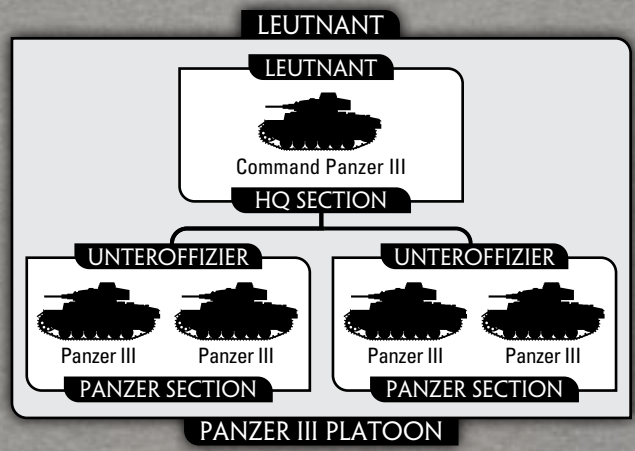 LEUTNANT
LEUTNANT
Command Panzer III
HQ SECTION
UNTEROFFIZIER
Panzer III Panzer III
PANZER SECTION
UNTEROFFIZIER
Panzer III Panzer III
PANZER SECTION
PANZER III PLATOON